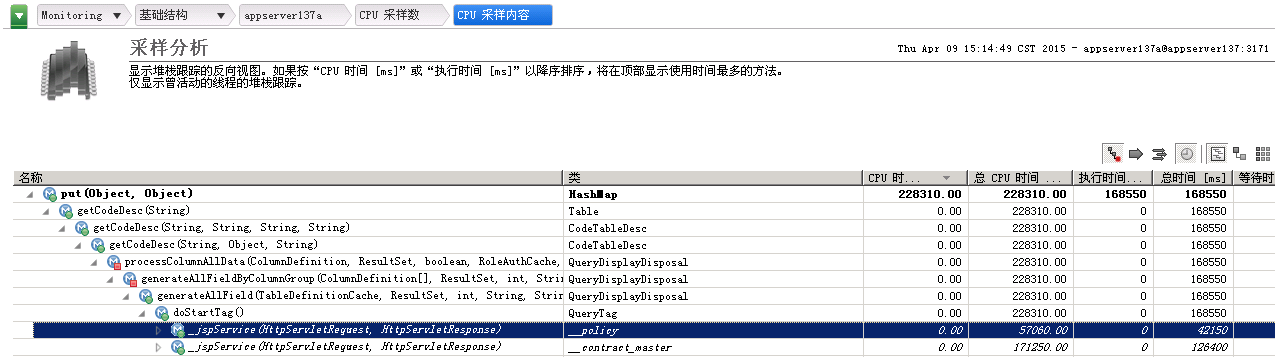 Monitoring 基础结构 appserver137a CPU 采样数 CPU 采样内容
采样分析
Thu Apr 09 15:14:49 CST 2015 - appserver137a@appserver137:3171
显示堆栈跟踪的反向视图。如果按“CPU 时间 [ms]”或“执行时间 [ms]”以降序排序，将在顶部显示使用时间最多的方法。
仅显示曾活动的线程的堆栈跟踪。
名称 类 CPU 时... 总 CPU 时间 ... 执行时间... 总时间 [ms] 等待时
put(Object, Object) HashMap 228310.00 228310.00 168550 168550
getCodeDesc(String) Table 0.00 228310.00 0 168550
getCodeDesc(String, String, String, String) CodeTableDesc 0.00 228310.00 0 168550
getCodeDesc(String, Object, String) CodeTableDesc 0.00 228310.00 0 168550
processColumnAllData(ColumnDefinition, ResultSet, boolean, RoleAuthCache, QueryDisplayDisposal 0.00 228310.00 0 168550
generateAllFieldByColumnGroup(ColumnDefinition[], ResultSet, int, Strin QueryDisplayDisposal 0.00 228310.00 0 168550
generateAllField(TableDefinitionCache, ResultSet, int, String, Strin QueryDisplayDisposal 0.00 228310.00 0 168550
doStartTag() QueryTag 0.00 228310.00 0 168550
_jspService(HttpServletRequest, HttpServletResponse) __policy 0.00 57060.00 0 42150
_jspService(HttpServletRequest, HttpServletResponse) __contract_master 0.00 171250.00 0 126400